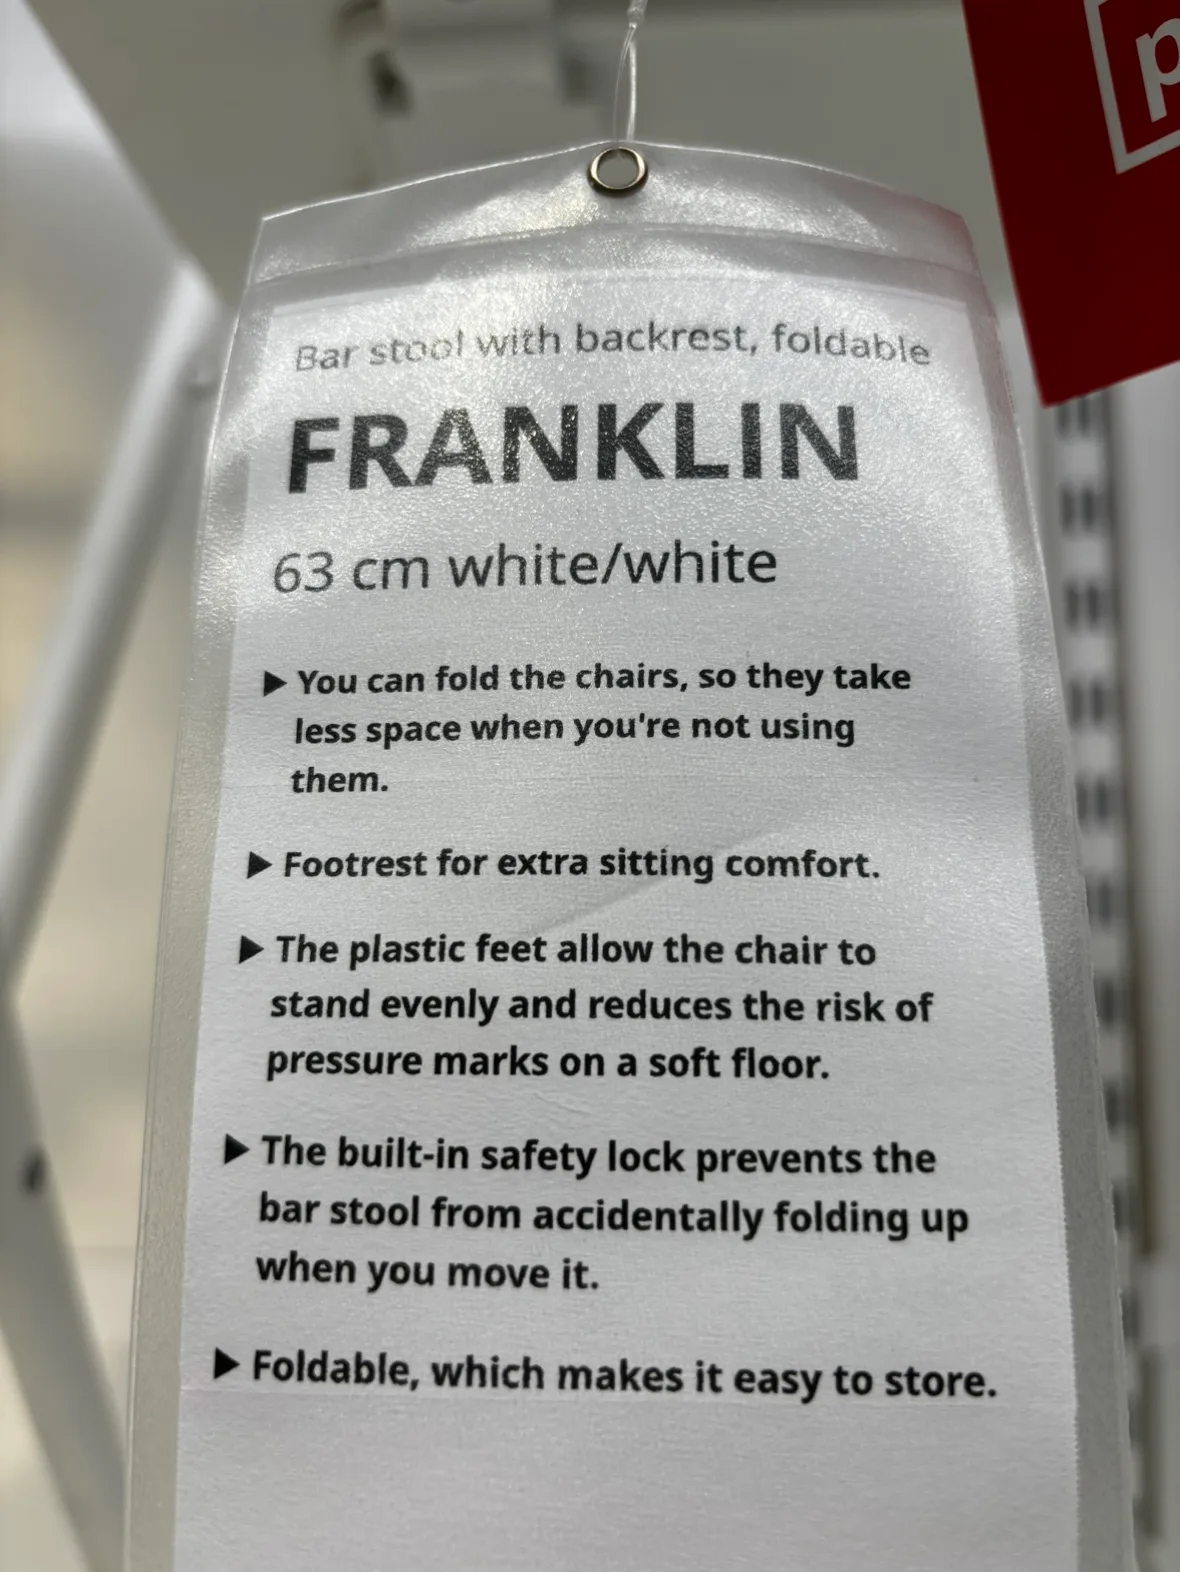 Bar stool with backrest, foldable
FRANKLIN
63 cm white/white
▶ You can fold the chairs, so they take
less space when you're not using
them.
▶ Footrest for extra sitting comfort.
▶ The plastic feet allow the chair to
stand evenly and reduces the risk of
pressure marks on a soft floor.
▶ The built-in safety lock prevents the
bar stool from accidentally folding up
when you move it.
▶ Foldable, which makes it easy to store.
p